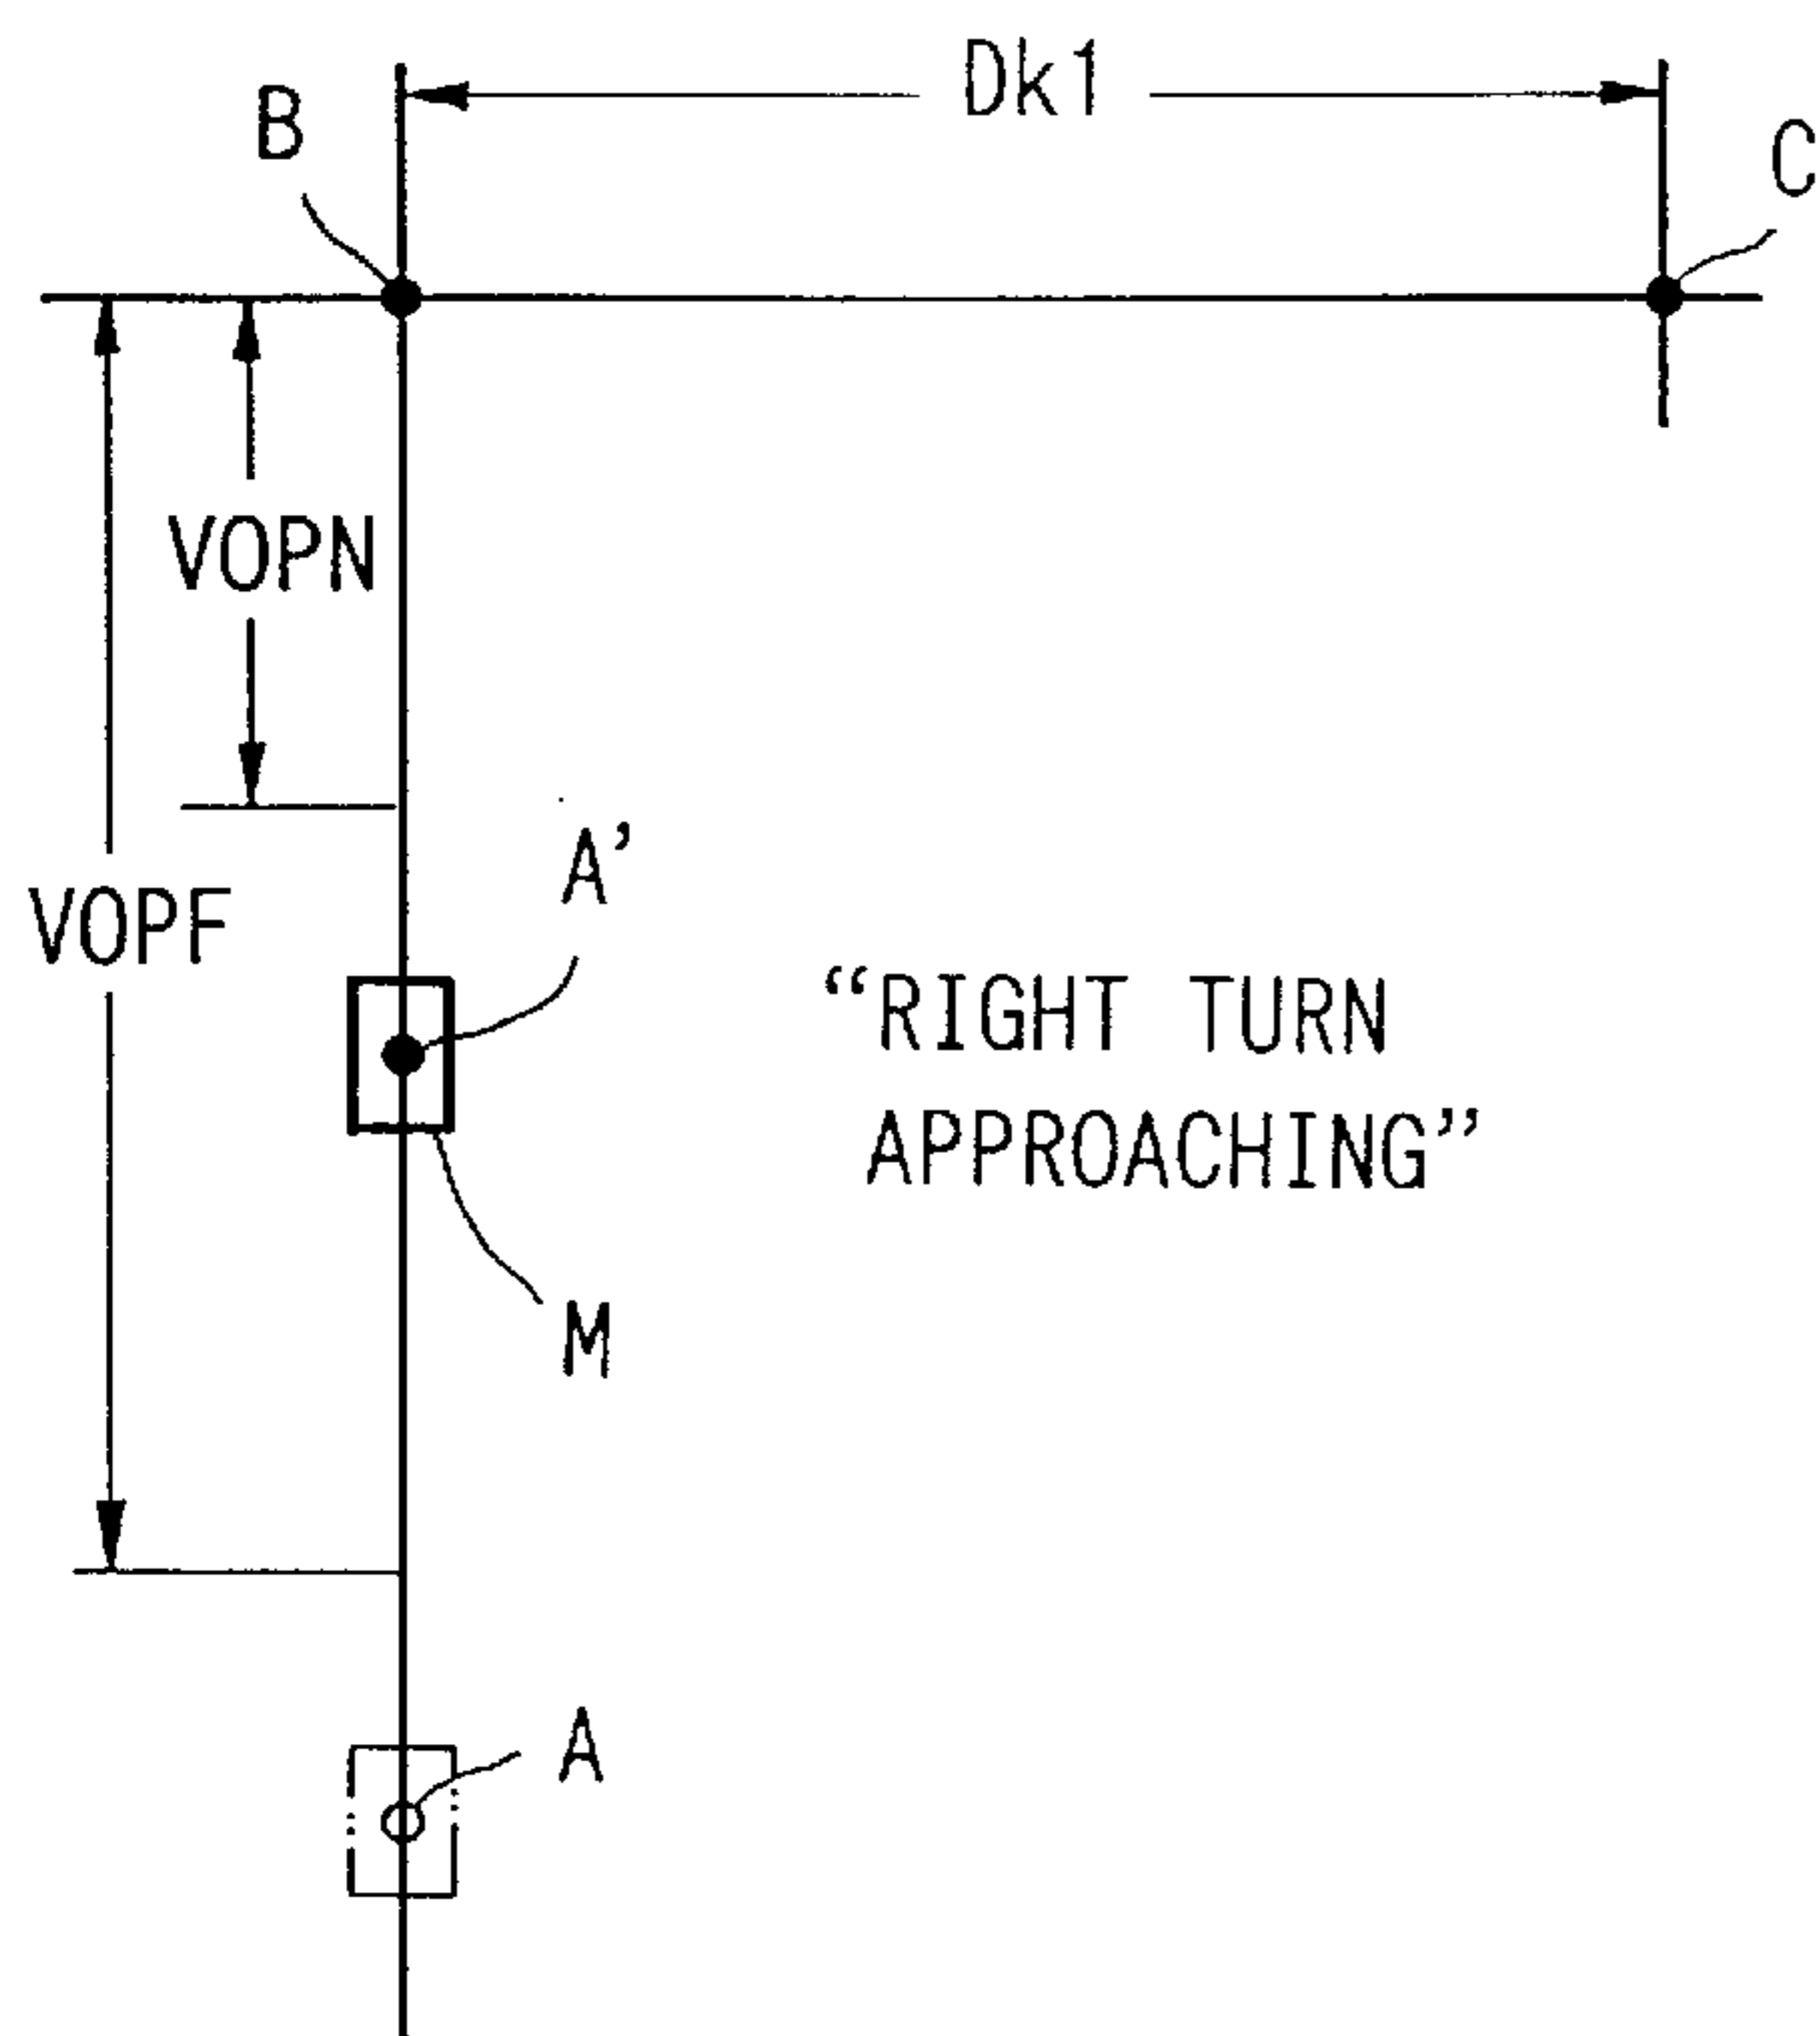 Dk1
B
C
VOPN
A’
VOPF
“RIGHT TURN
APPROACHING”
M
A